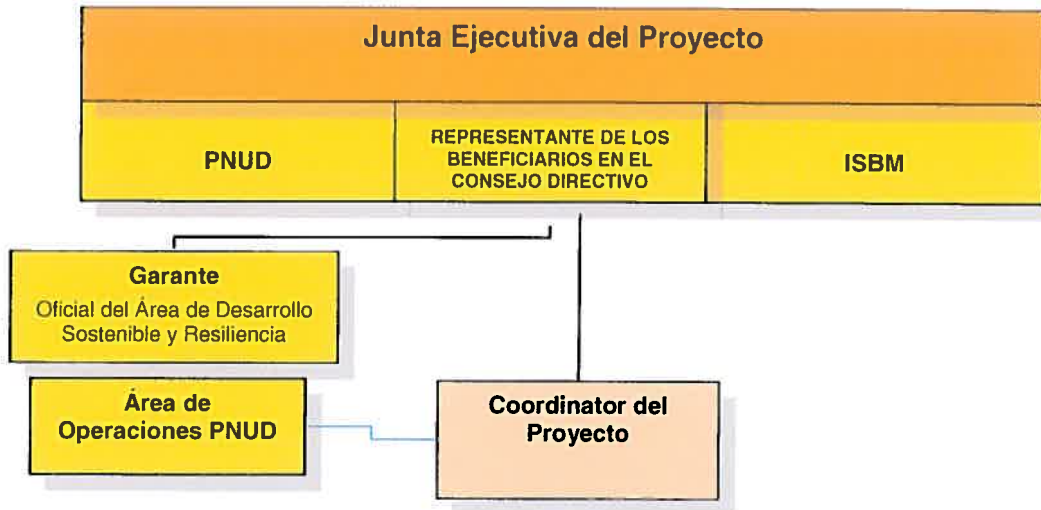 Junta Ejecutiva del Proyecto
PNUD
REPRESENTANTE DE LOS
BENEFICIARIOS EN EL
CONSEJO DIRECTIVO
ISBM
Garante
Oficial del Área de Desarrollo
Sostenible y Resiliencia
Área de
Operaciones PNUD
Coordinator del
Proyecto